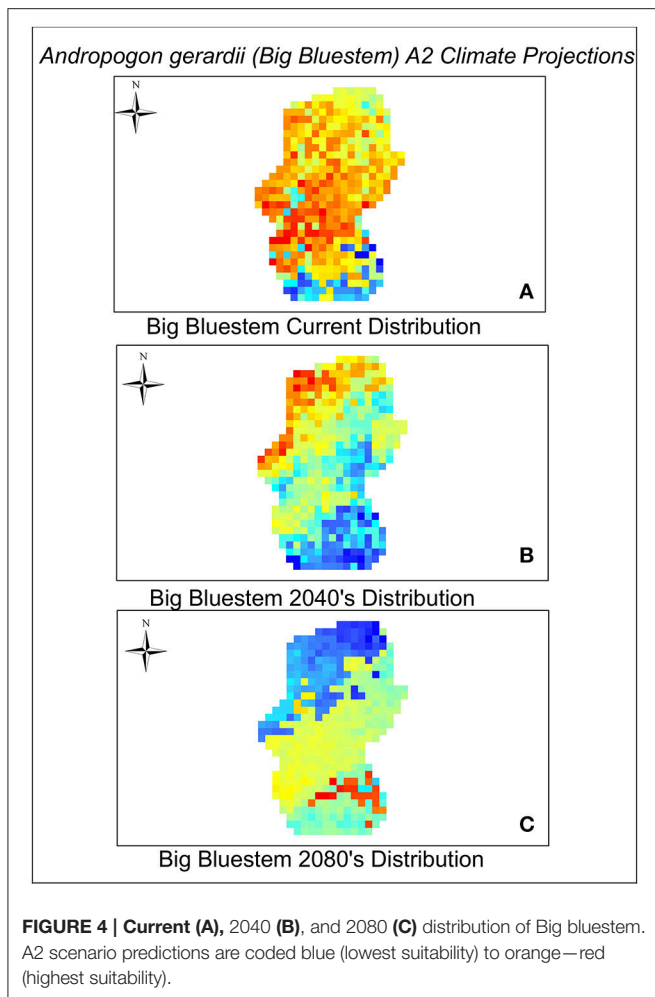 Andropogon gerardii (Big Bluestem) A2 Climate Projections
N
A
Big Bluestem Current Distribution
N
B
Big Bluestem 2040's Distribution
N
C
Big Bluestem 2080's Distribution
FIGURE 4 | Current (A), 2040 (B), and 2080 (C) distribution of Big bluestem.
A2 scenario predictions are coded blue (lowest suitability) to orange—red
(highest suitability).